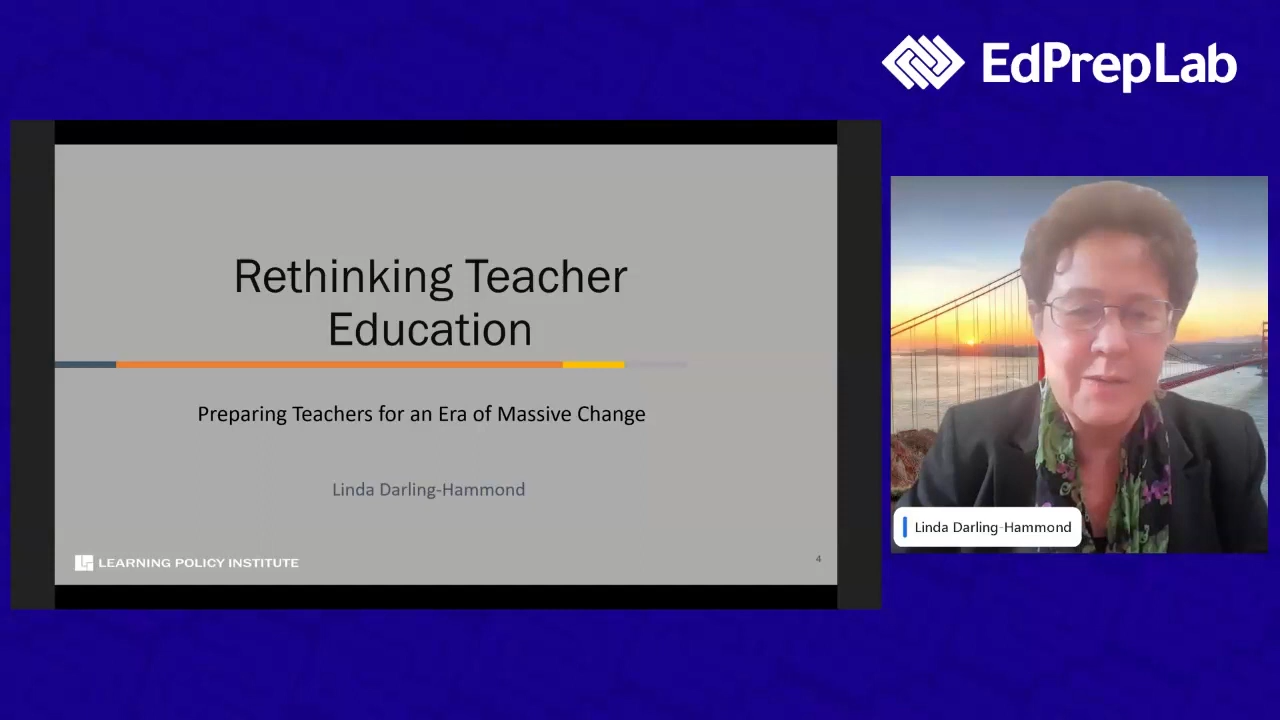 EdPrepLab
Rethinking Teacher
Education
Preparing Teachers for an Era of Massive Change
Linda Darling-Hammond
LEARNING POLICY INSTITUTE
4
Linda Darling-Hammond